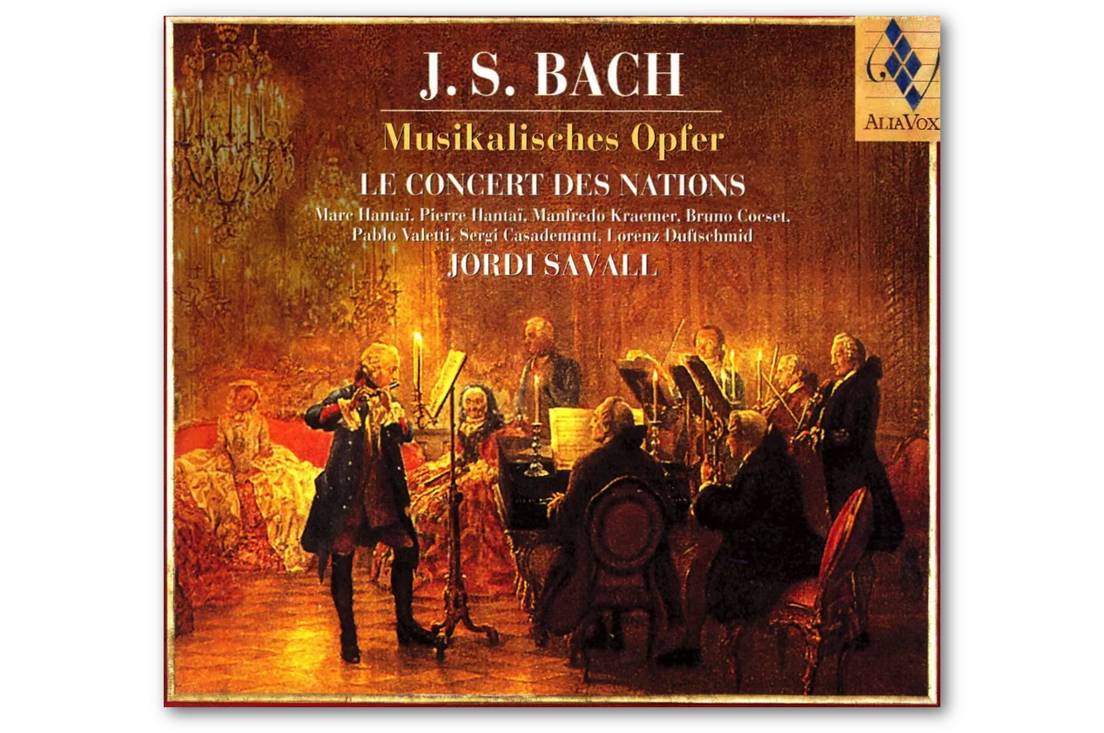 J. S. BACH
Musikalisches Opfer
LE CONCERT DES NATIONS
Marc Hantaï, Pierre Hantaï, Manfredo Kraemer, Bruno Cocset,
Pablo Valetti, Sergi Casademunt, Lorenz Duftschmid
JORDI SAVALL
ALIAVOX